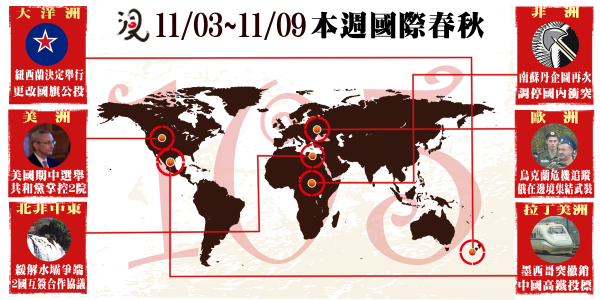 現 11/03~11/09 本週國際春秋
大洋洲
紐西蘭決定舉行
更改國旗公投
美洲
美國期中選舉
共和黨掌控2院
北非中東
緩解水壩爭端
2國互簽合作協議
非洲
南蘇丹企圖再次
調停國內衝突
歐洲
烏克蘭危機追蹤
俄在邊境集結武裝
拉丁美洲
墨西哥突撤銷
中國高鐵投標
105